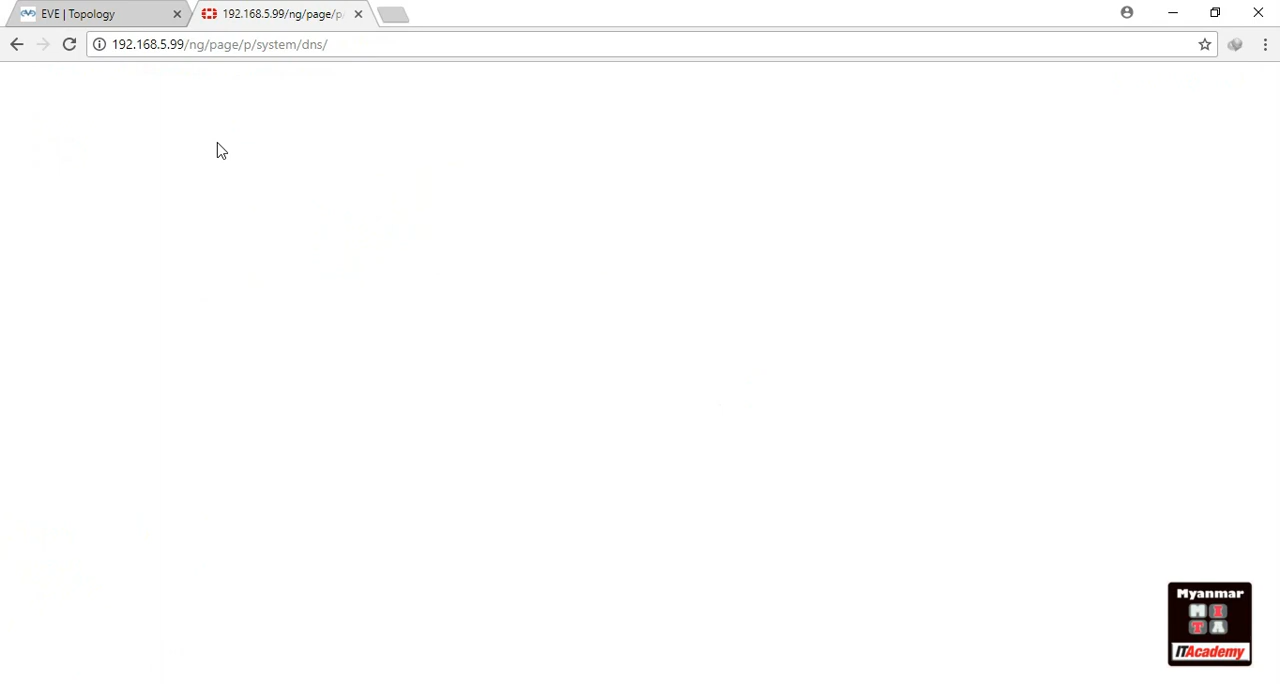 EVE | Topology
192.168.5.99/ng/page/p/
192.168.5.99/ng/page/p/system/dns/
Myanmar
M I
T A
ITAcademy